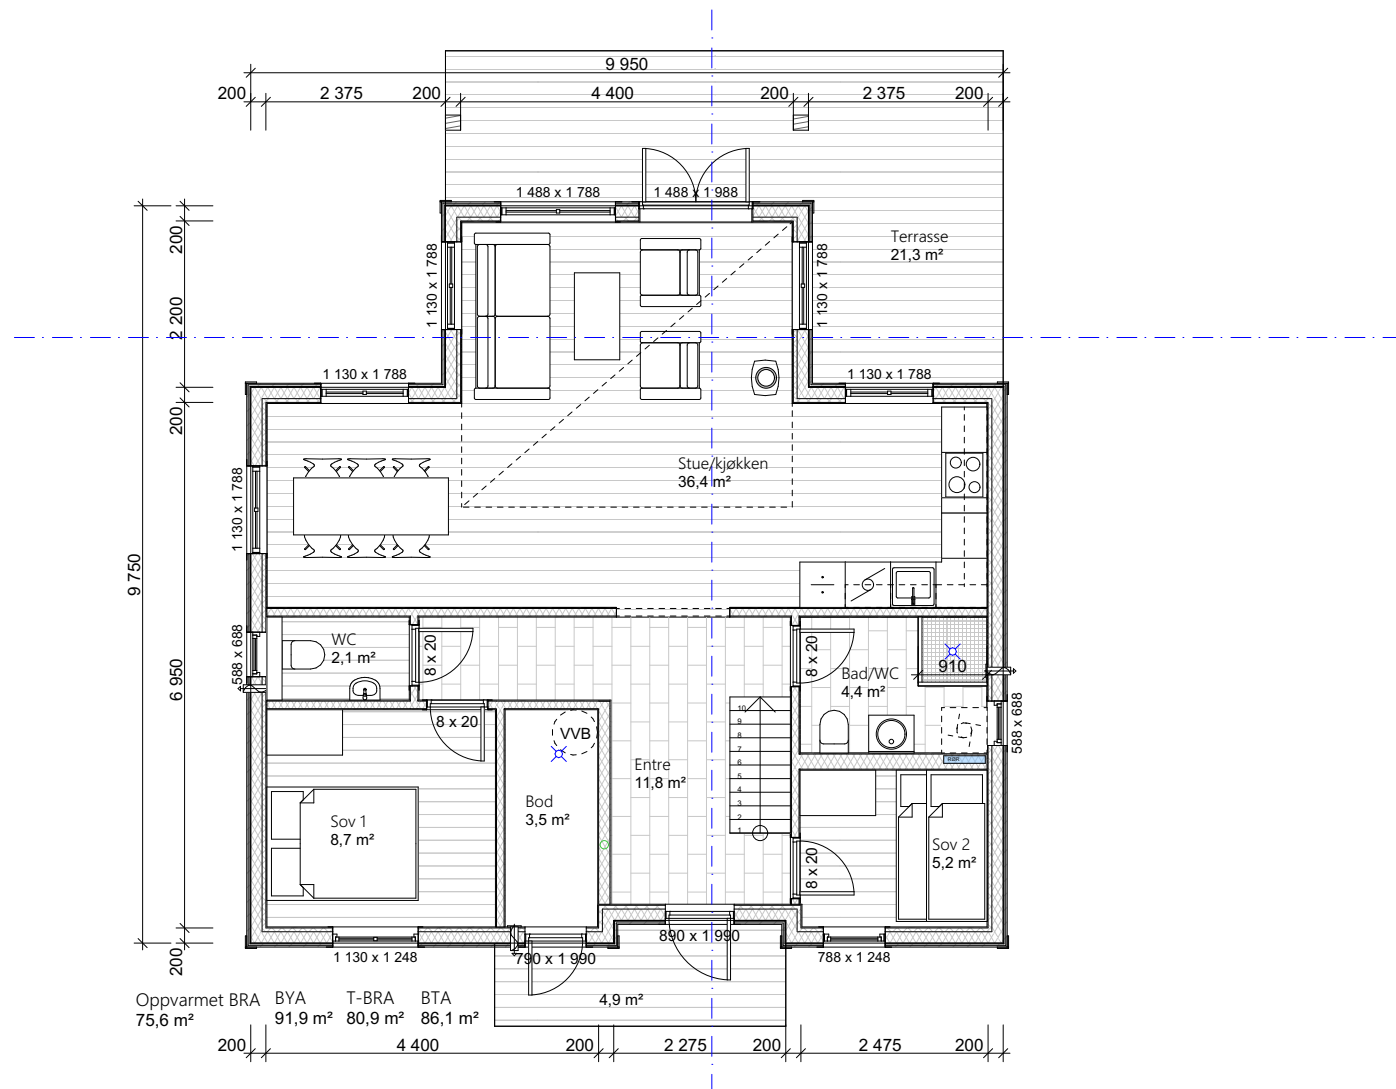 9 950
200
2 375
200
4 400
200
2 375
200
1 488 x 1 788
1 488 x 1 988
200
2 200
200
6 950
200
9 750
1 130 x 1 788
1 130 x 1 788
Terrasse
21,3 m²
1 130 x 1 788
1 130 x 1 788
1 130 x 1 788
Stue/kjøkken
36,4 m²
588 x 688
WC
2,1 m²
8 x 20
8 x 20
Bad/WC
4,4 m²
910
588 x 688
8 x 20
VVB
RØR
10
9
8
7
6
5
4
3
2
1
Entre
11,8 m²
Bod
3,5 m²
Sov 1
8,7 m²
Sov 2
5,2 m²
8 x 20
890 x 1 990
1 130 x 1 248
790 x 1 990
788 x 1 248
4,9 m²
Oppvarmet BRA
75,6 m²
BYA
91,9 m²
T-BRA
80,9 m²
BTA
86,1 m²
200
4 400
200
2 275
200
2 475
200